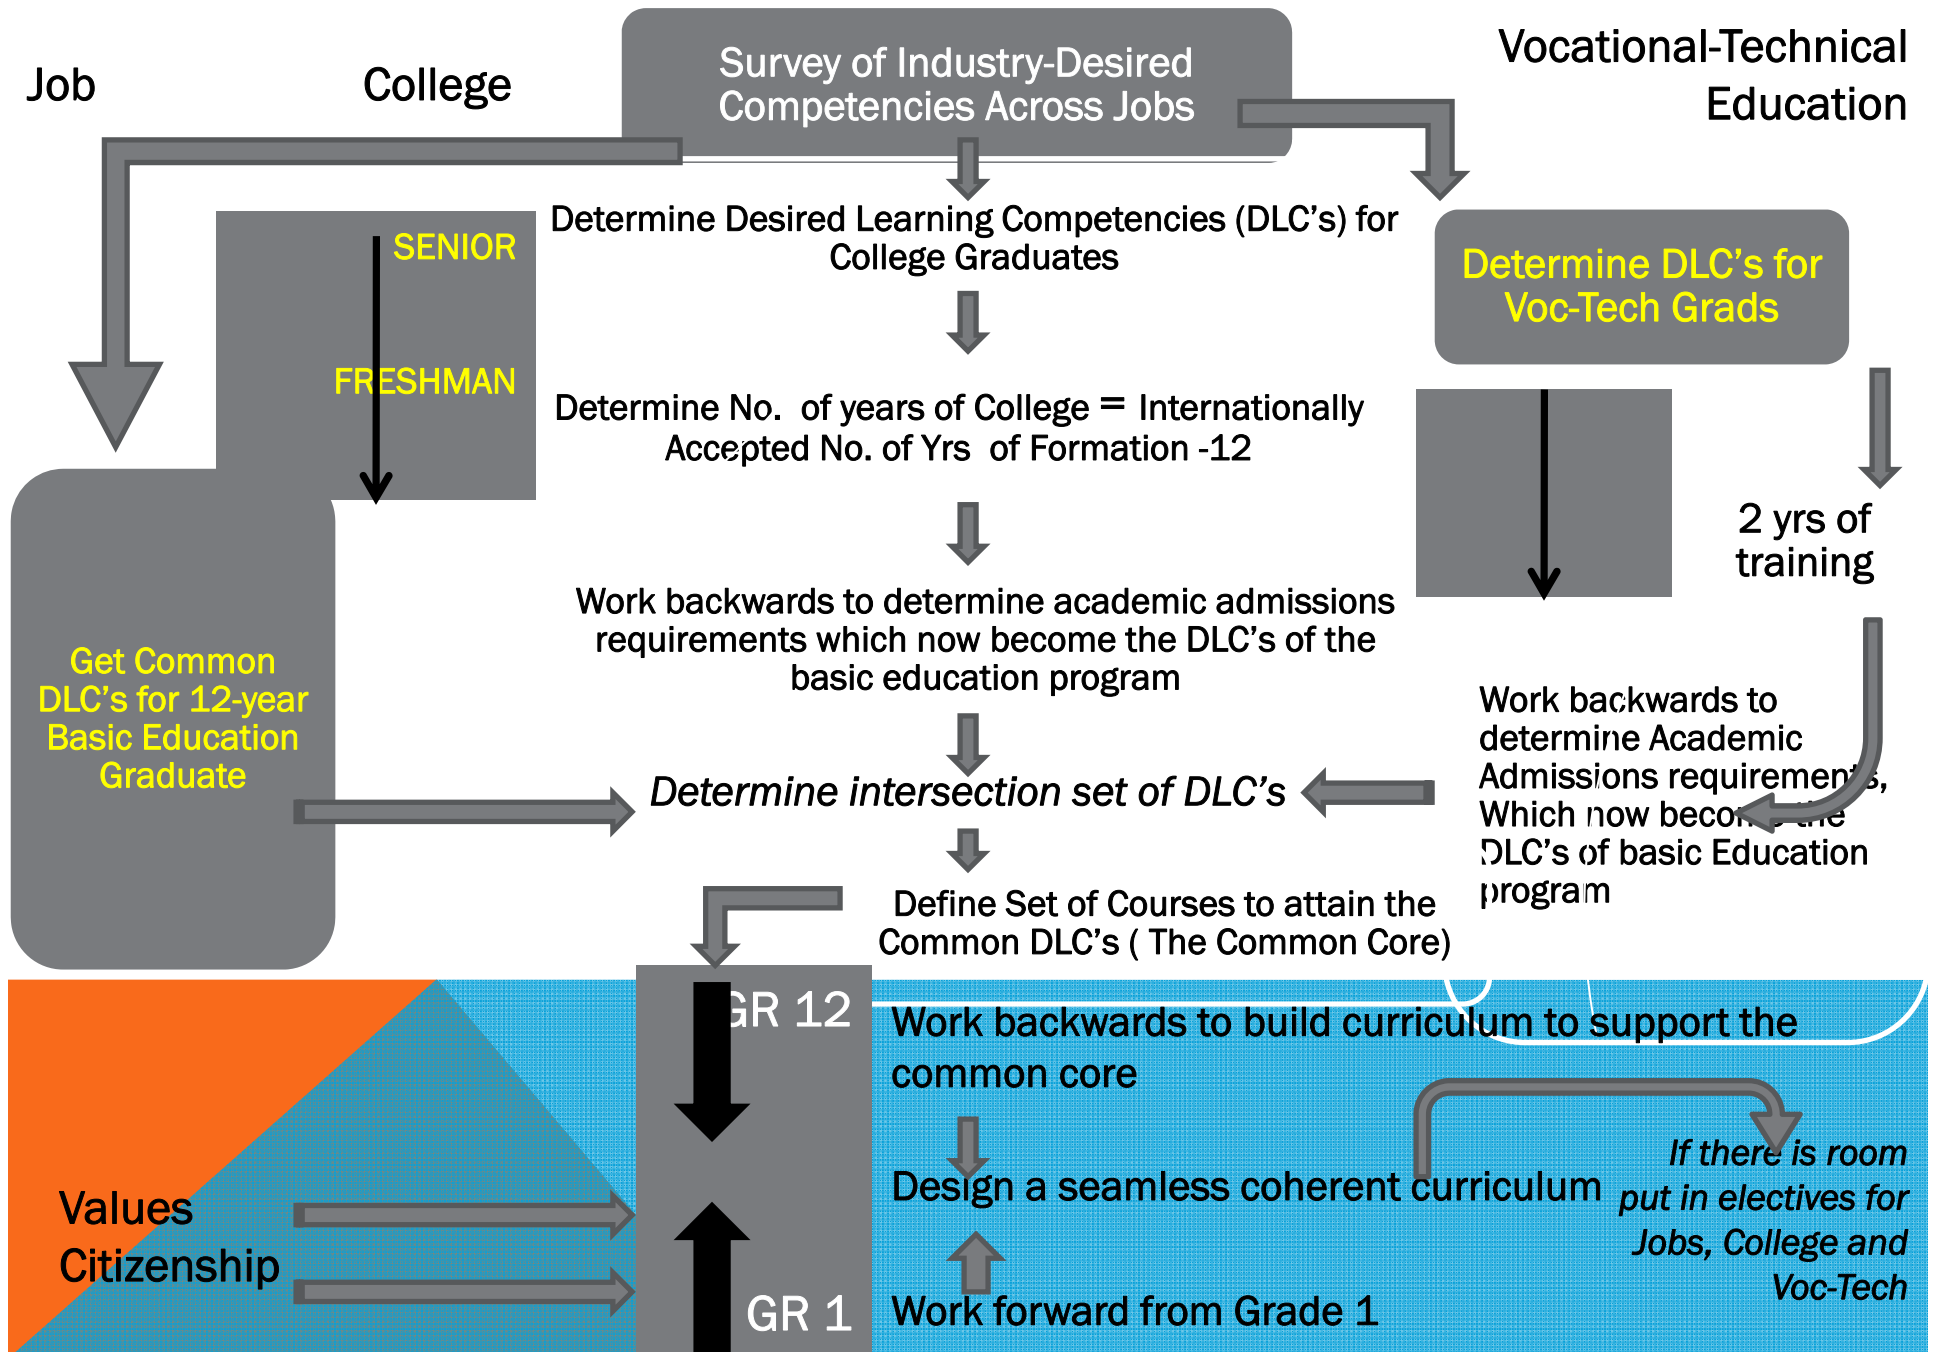 Job
College
Survey of Industry-Desired
Competencies Across Jobs
Vocational-Technical
Education
SENIOR
FRESHMAN
Determine Desired Learning Competencies (DLC’s) for
College Graduates
Determine DLC’s for
Voc-Tech Grads
Determine No. of years of College = Internationally
Accepted No. of Yrs of Formation -12
2 yrs of
training
Work backwards to determine academic admissions
requirements which now become the DLC’s of the
basic education program
Get Common
DLC’s for 12-year
Basic Education
Graduate
Work backwards to
determine Academic
Admissions requirements,
Which now become the
DLC’s of basic Education
program
Determine intersection set of DLC’s
Define Set of Courses to attain the
Common DLC’s ( The Common Core)
GR 12
Work backwards to build curriculum to support the
common core
Design a seamless coherent curriculum
If there is room
put in electives for
Jobs, College and
Voc-Tech
Values
Citizenship
GR 1
Work forward from Grade 1